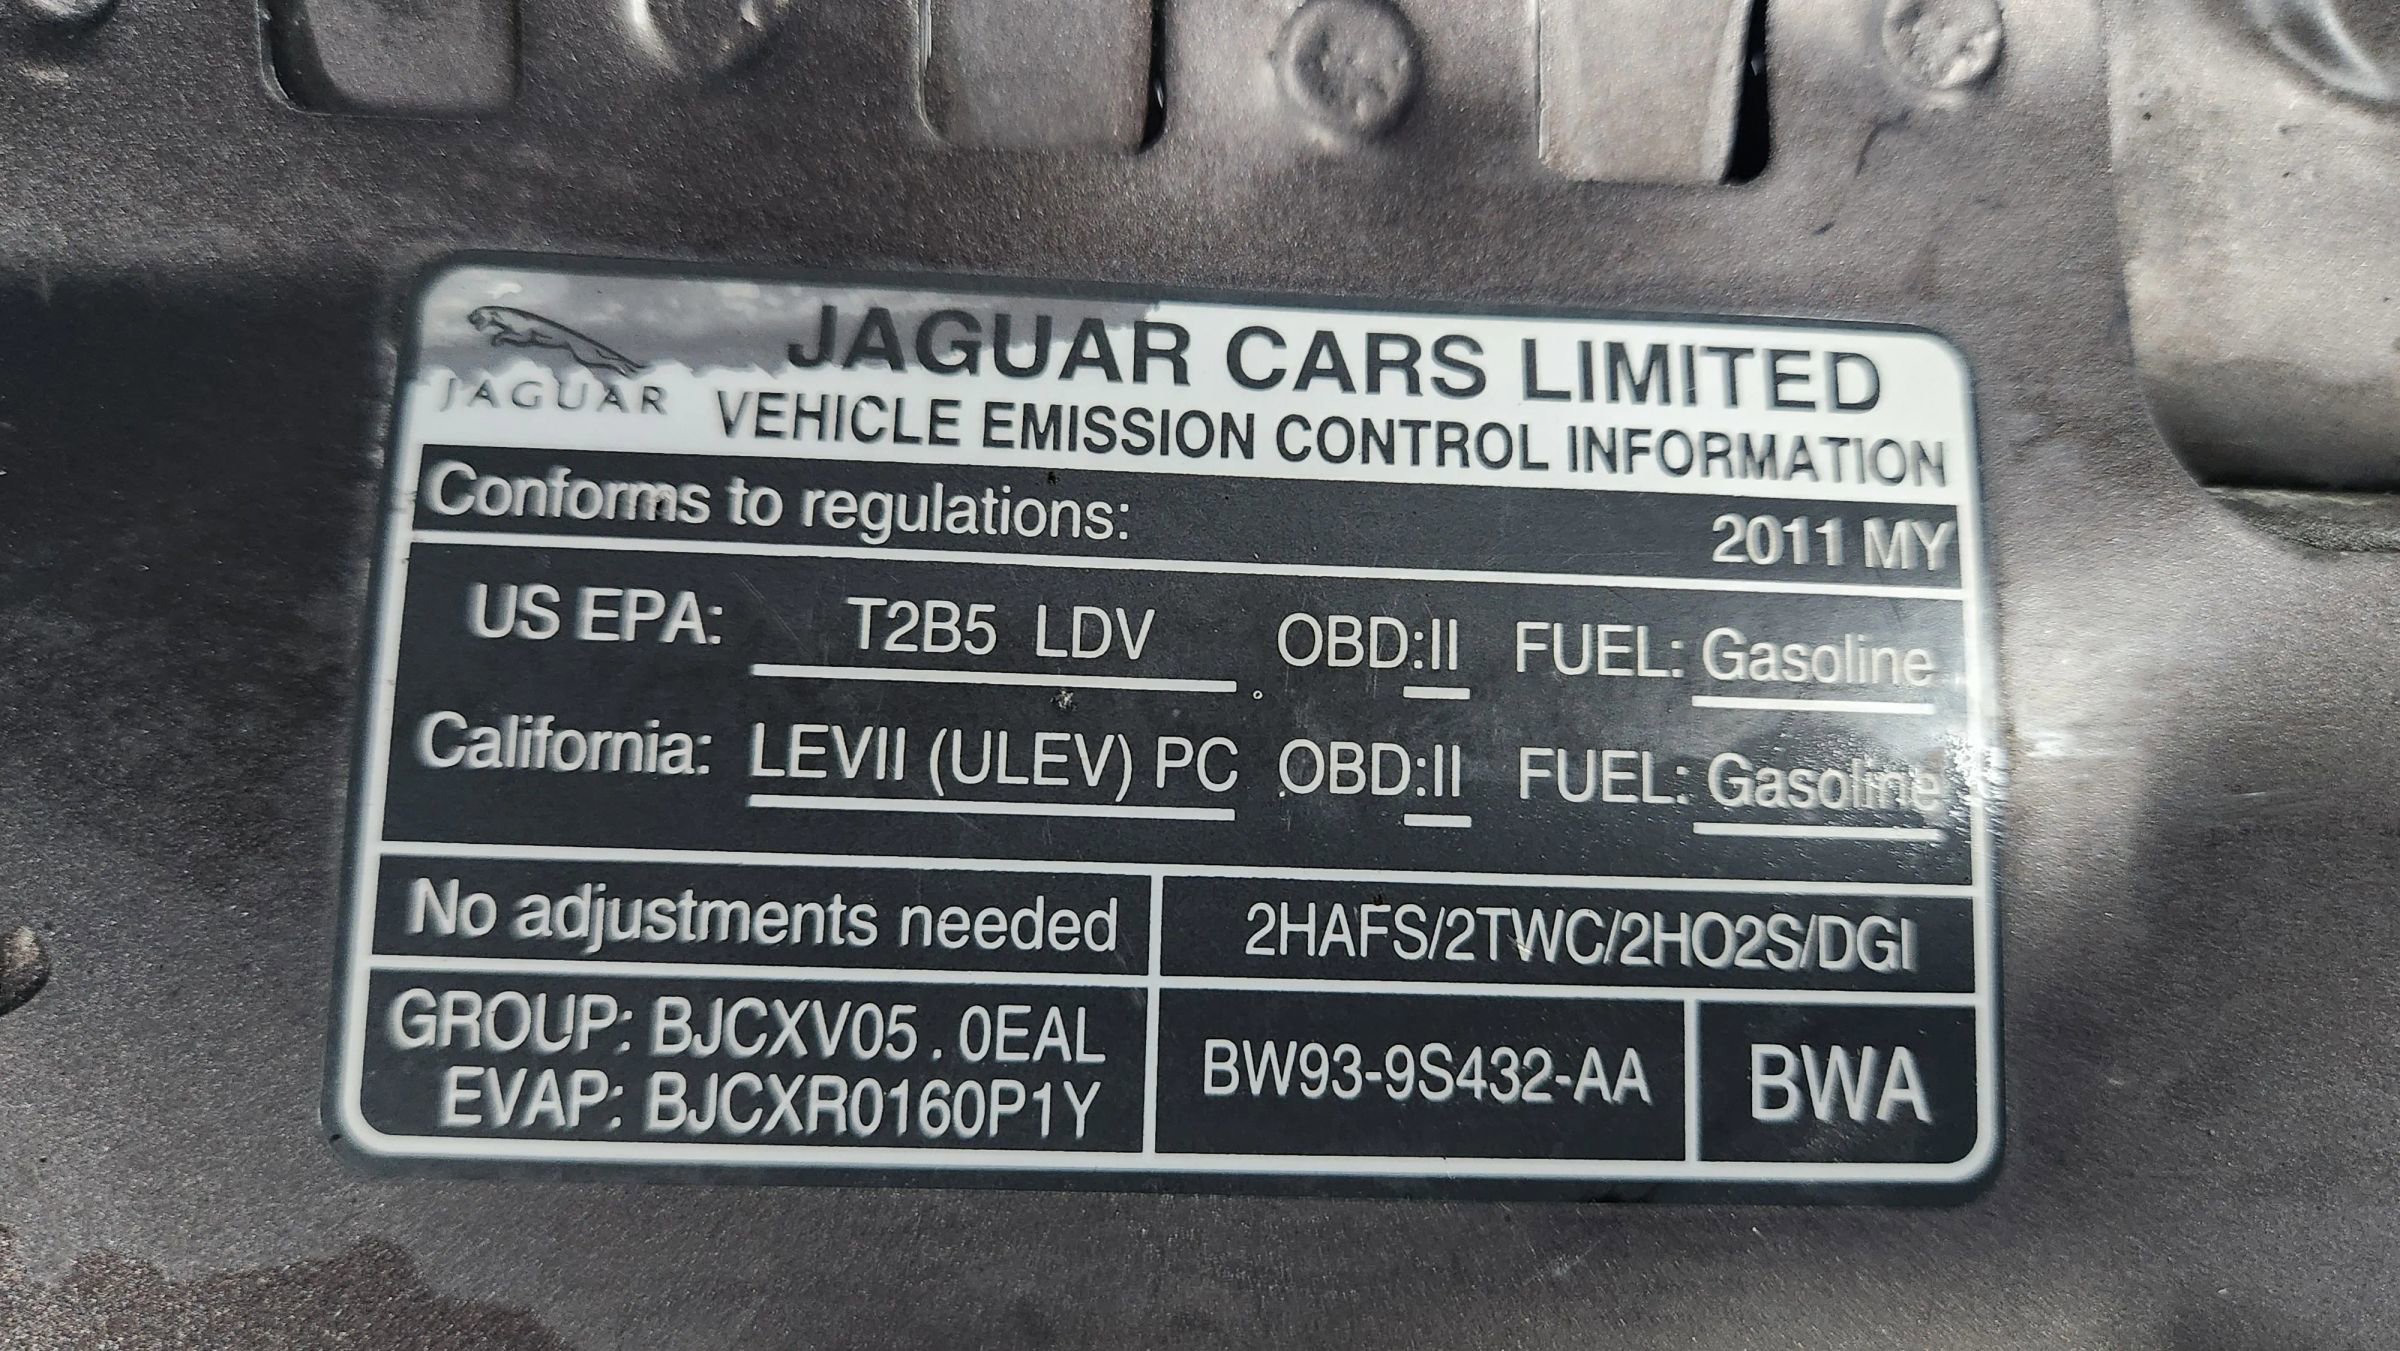 JAGUAR
JAGUAR CARS LIMITED
VEHICLE EMISSION CONTROL INFORMATION
Conforms to regulations: 2011 MY
US EPA: T2B5 LDV OBD:II FUEL: Gasoline
California: LEVII (ULEV) PC OBD:II FUEL: Gasoline
No adjustments needed 2HAFS/2TWC/2HO2S/DGI
GROUP: BJCXV05.0EAL
EVAP: BJCXR0160P1Y
BW93-9S432-AA BWA